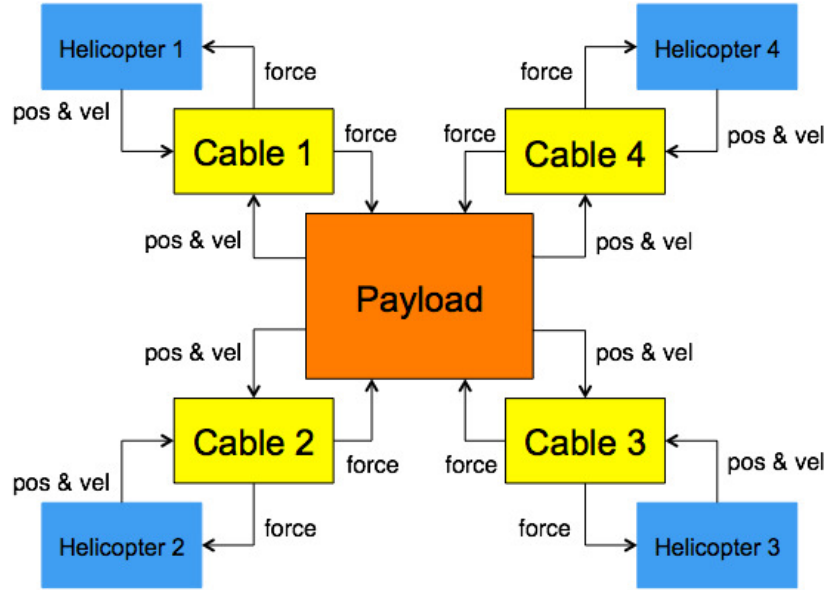 Helicopter 1
force
pos & vel
Cable 1
force
pos & vel
Helicopter 4
force
pos & vel
Cable 4
force
pos & vel
Payload
pos & vel
Cable 2
force
pos & vel
force
Helicopter 2
pos & vel
Cable 3
force
pos & vel
force
Helicopter 3